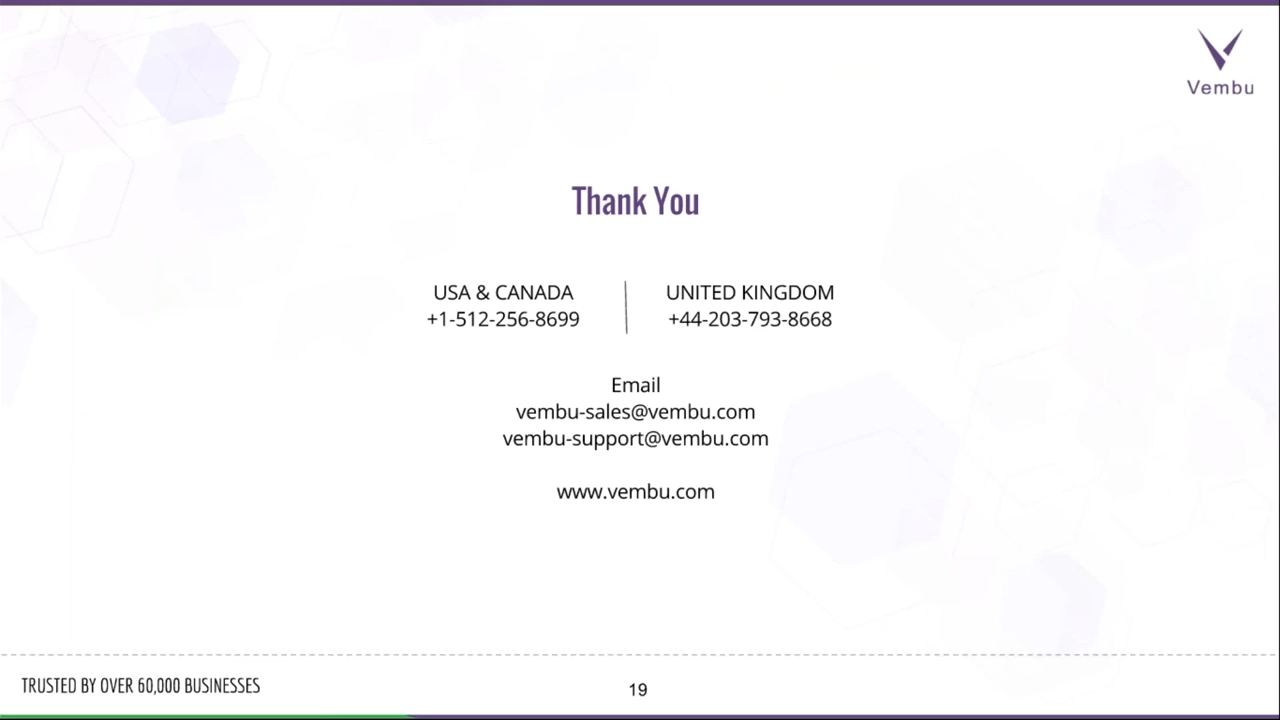 Vembu
Thank You
USA & CANADA
+1-512-256-8699
UNITED KINGDOM
+44-203-793-8668
Email
vembu-sales@vembu.com
vembu-support@vembu.com
www.vembu.com
TRUSTED BY OVER 60,000 BUSINESSES
19